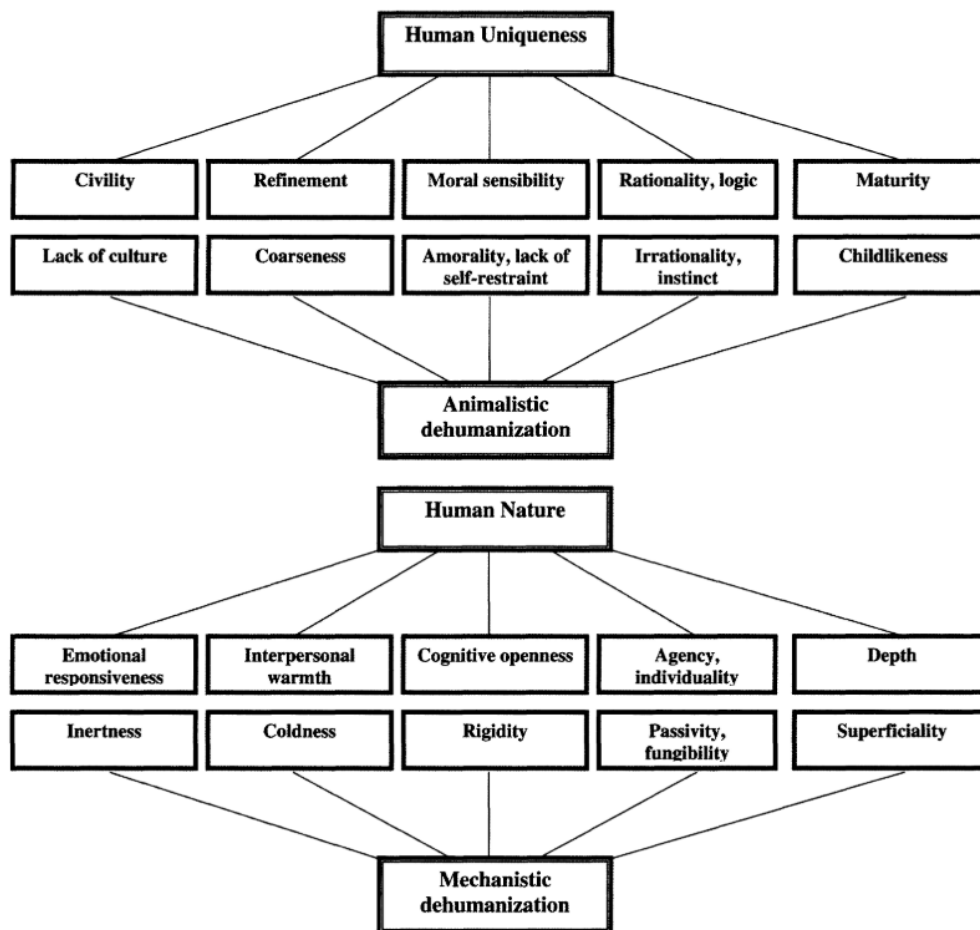 Human Uniqueness
Civility
Refinement
Moral sensibility
Rationality, logic
Maturity
Lack of culture
Coarseness
Amorality, lack of
self-restraint
Irrationality,
instinct
Childlikeness
Animalistic
dehumanization
Human Nature
Emotional
responsiveness
Interpersonal
warmth
Cognitive openness
Agency,
individuality
Depth
Inertness
Coldness
Rigidity
Passivity,
fungibility
Superficiality
Mechanistic
dehumanization